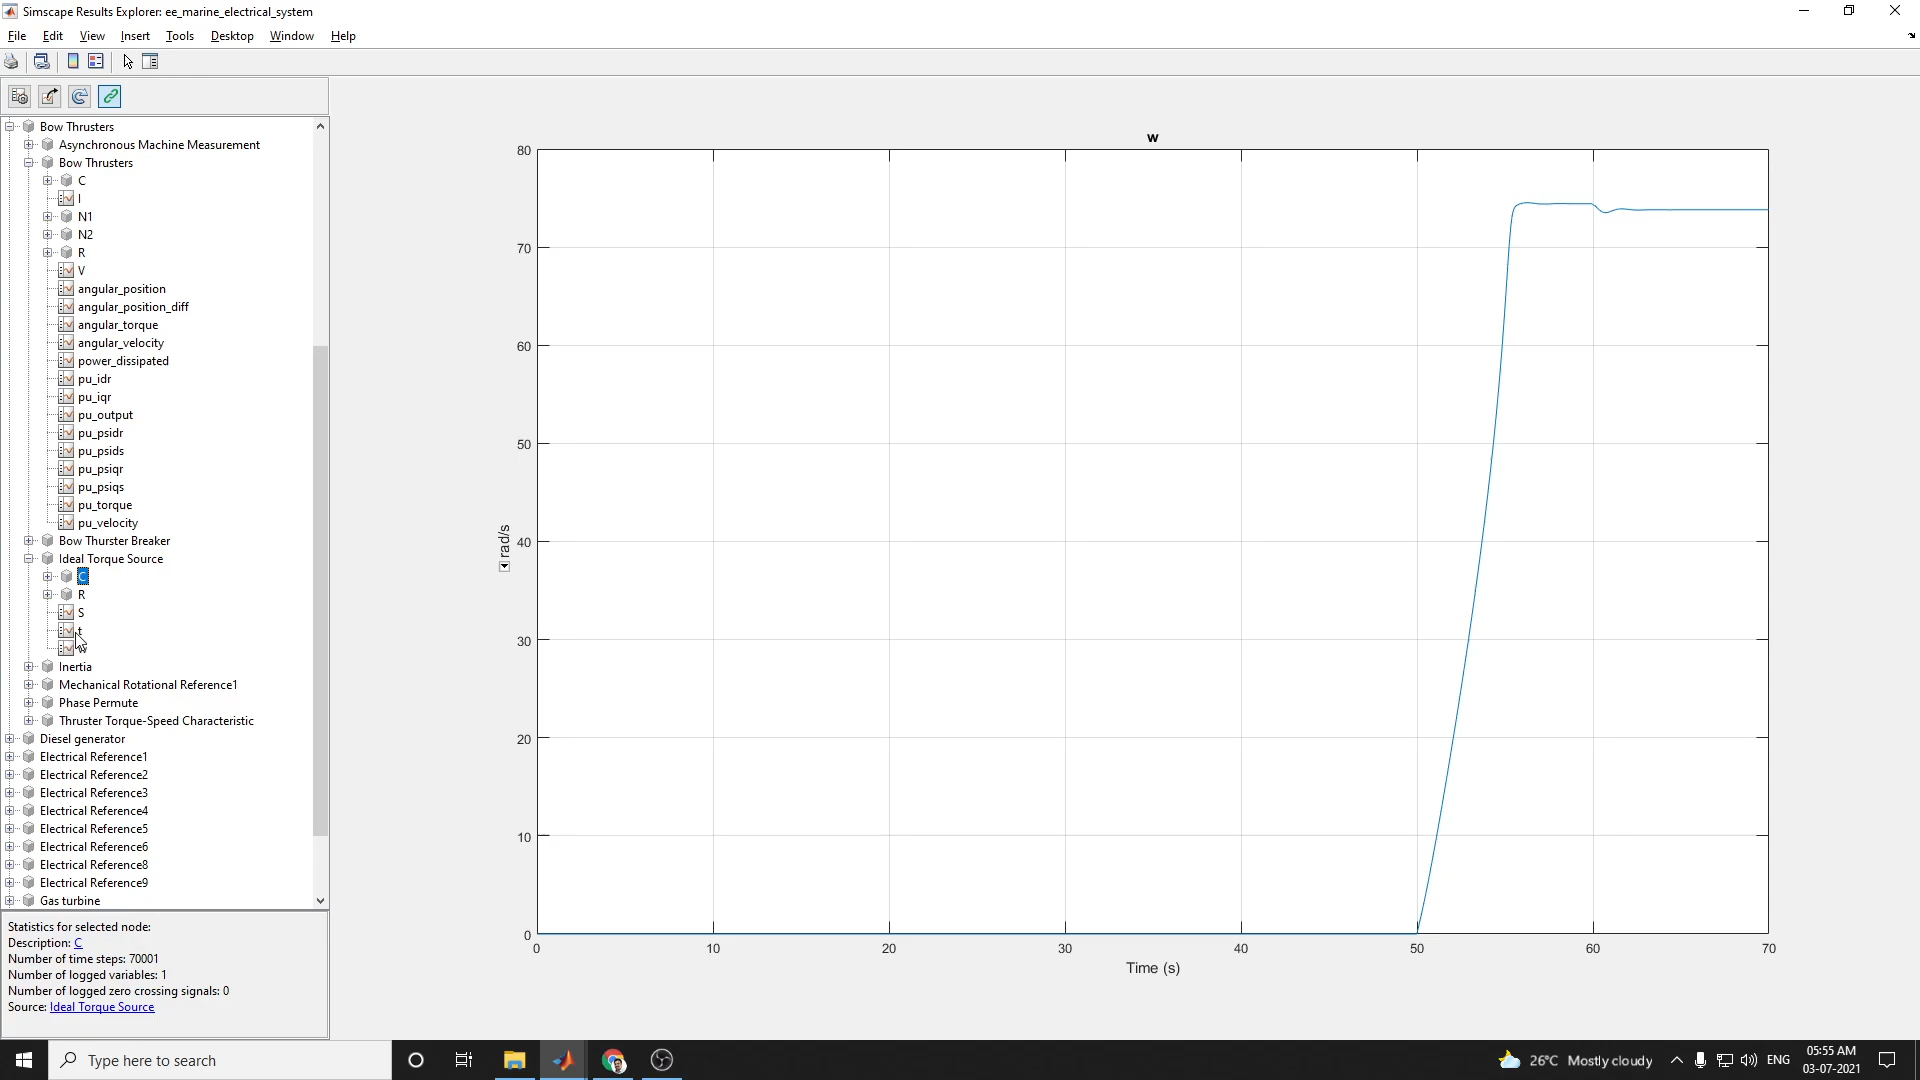 Simscape Results Explorer: ee_marine_electrical_system
File Edit View Insert Tools Desktop Window Help
Bow Thrusters
Asynchronous Machine Measurement
Bow Thrusters
C
I
N1
N2
R
V
angular_position
angular_position_diff
angular_torque
angular_velocity
power_dissipated
pu_idr
pu_iqr
pu_output
pu_psidr
pu_psids
pu_psiqr
pu_psiqs
pu_torque
pu_velocity
Bow Thurster Breaker
Ideal Torque Source
C
R
S
t
Inertia
Mechanical Rotational Reference1
Phase Permute
Thruster Torque-Speed Characteristic
Diesel generator
Electrical Reference1
Electrical Reference2
Electrical Reference3
Electrical Reference4
Electrical Reference5
Electrical Reference6
Electrical Reference8
Electrical Reference9
Gas turbine
Statistics for selected node:
Description: C
Number of time steps: 70001
Number of logged variables: 1
Number of logged zero crossing signals: 0
Source: Ideal Torque Source
w
80
70
60
50
40
30
20
10
0
rad/s
0 10 20 30 40 50 60 70
Time (s)
Type here to search
26°C Mostly cloudy
ENG
05:55 AM
03-07-2021